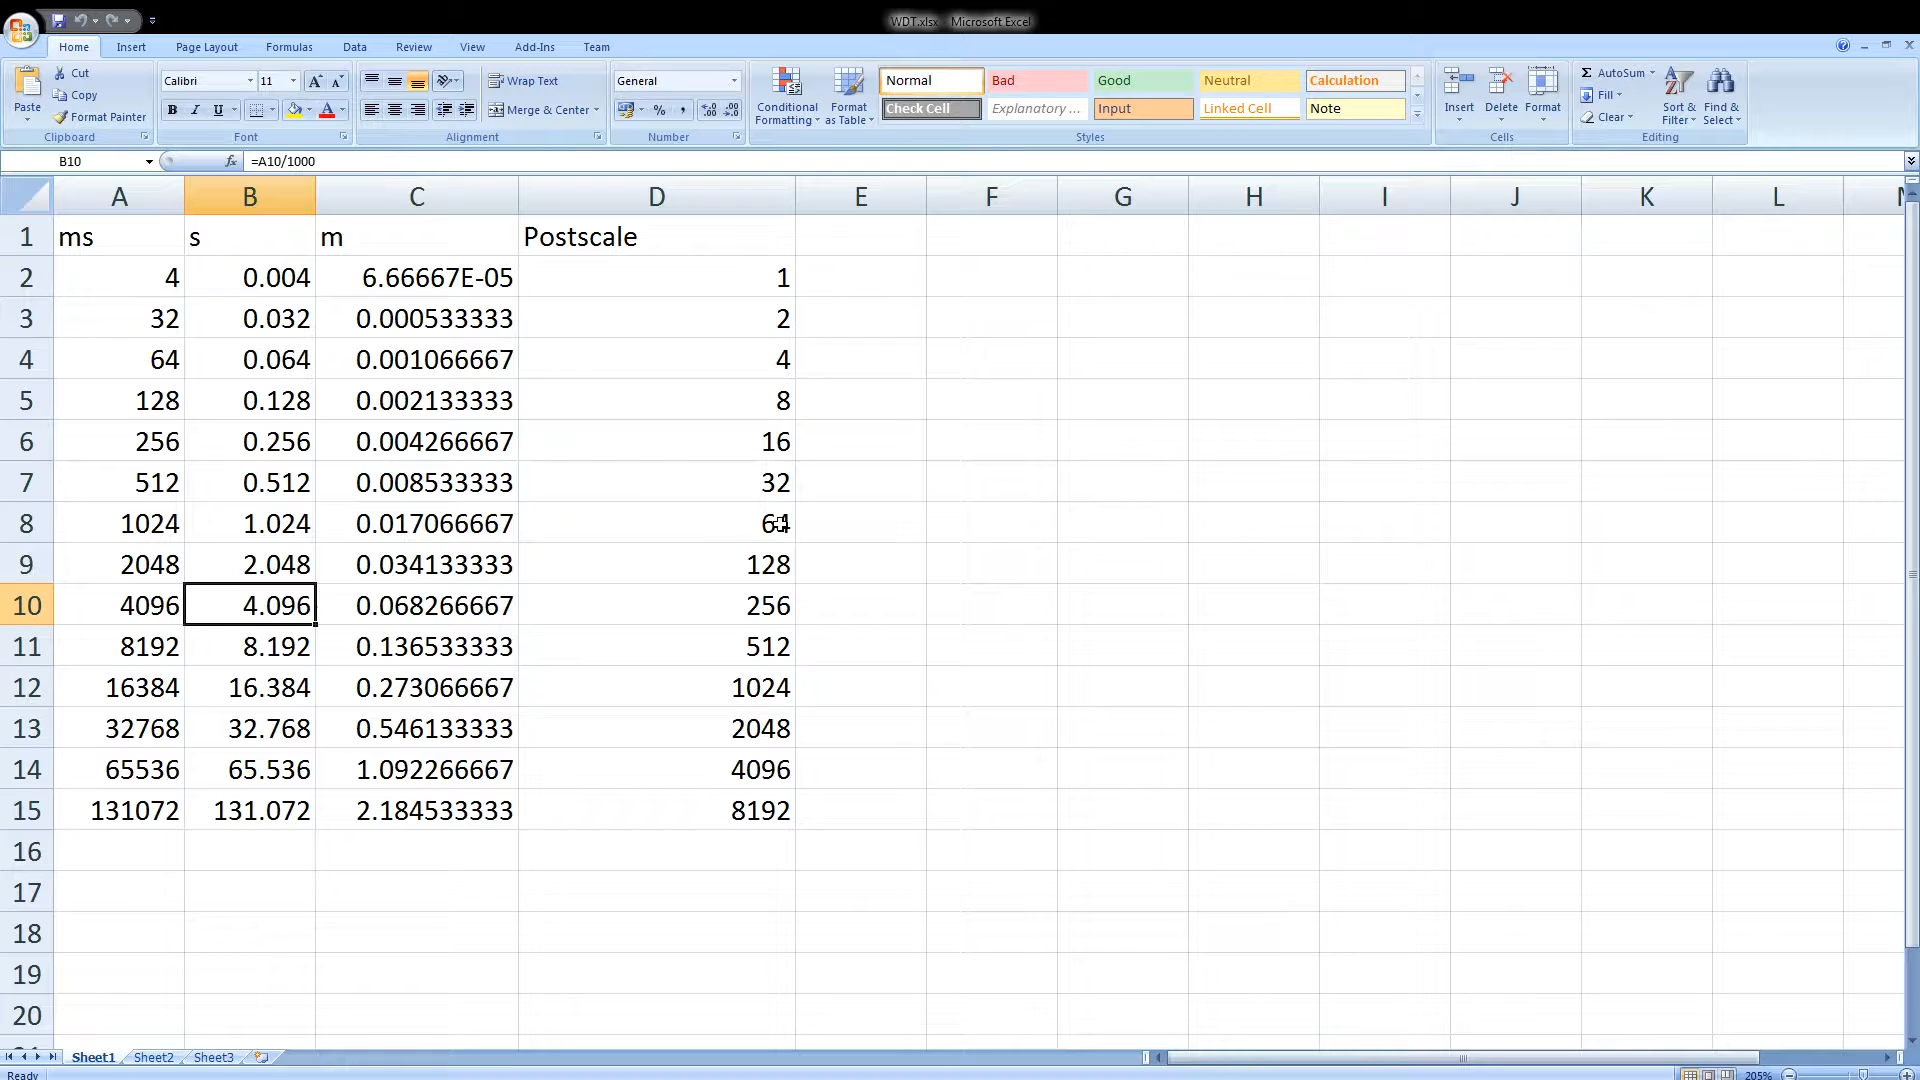 WDT.xlsx - Microsoft Excel
Home Insert Page Layout Formulas Data Review View Add-Ins Team
Paste
Cut
Copy
Format Painter
Clipboard
Calibri 11
B I U
Font
Wrap Text
Merge & Center
Alignment
General
Number
Conditional Formatting
Format as Table
Normal Bad Good Neutral Calculation
Check Cell Explanatory ... Input Linked Cell Note
Styles
Insert Delete Format
Cells
Σ AutoSum
Fill
Clear
Sort & Filter
Find & Select
Editing
B10 fx =A10/1000
A B C D E F G H I J K L
1 ms s m Postscale
2 4 0.004 6.66667E-05 1
3 32 0.032 0.000533333 2
4 64 0.064 0.001066667 4
5 128 0.128 0.002133333 8
6 256 0.256 0.004266667 16
7 512 0.512 0.008533333 32
8 1024 1.024 0.017066667 64
9 2048 2.048 0.034133333 128
10 4096 4.096 0.068266667 256
11 8192 8.192 0.136533333 512
12 16384 16.384 0.273066667 1024
13 32768 32.768 0.546133333 2048
14 65536 65.536 1.092266667 4096
15 131072 131.072 2.184533333 8192
16
17
18
19
20
Sheet1 Sheet2 Sheet3
Ready 205%